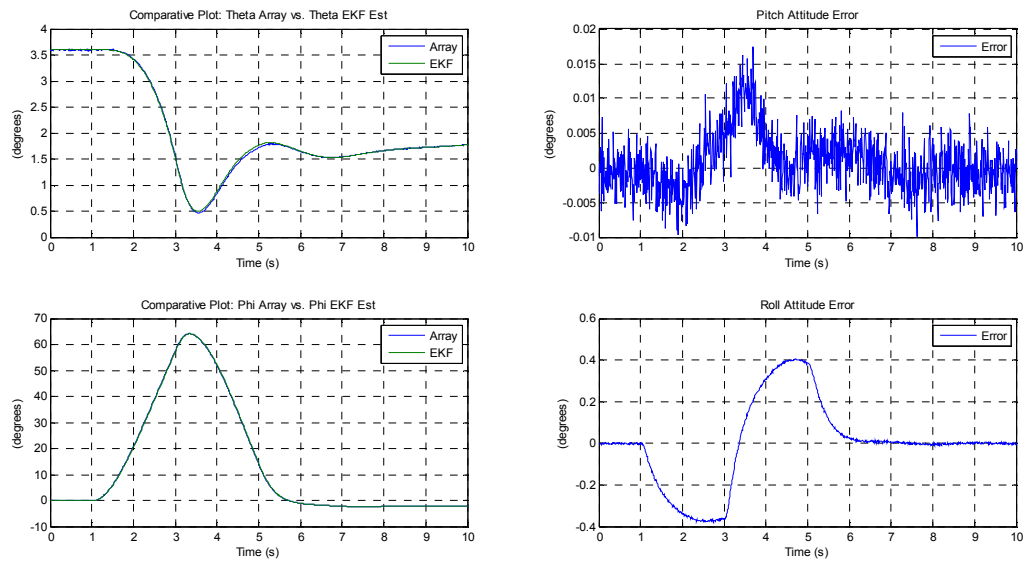 Comparative Plot: Theta Array vs. Theta EKF Est
(degrees)
4
3.5
3
2.5
2
1.5
1
0.5
0
0 1 2 3 4 5 6 7 8 9 10
Time (s)
Array
EKF
Pitch Attitude Error
(degrees)
0.02
0.015
0.01
0.005
0
-0.005
-0.01
0 1 2 3 4 5 6 7 8 9 10
Time (s)
Error
Comparative Plot: Phi Array vs. Phi EKF Est
(degrees)
70
60
50
40
30
20
10
0
-10
0 1 2 3 4 5 6 7 8 9 10
Time (s)
Array
EKF
Roll Attitude Error
(degrees)
0.6
0.4
0.2
0
-0.2
-0.4
0 1 2 3 4 5 6 7 8 9 10
Time (s)
Error